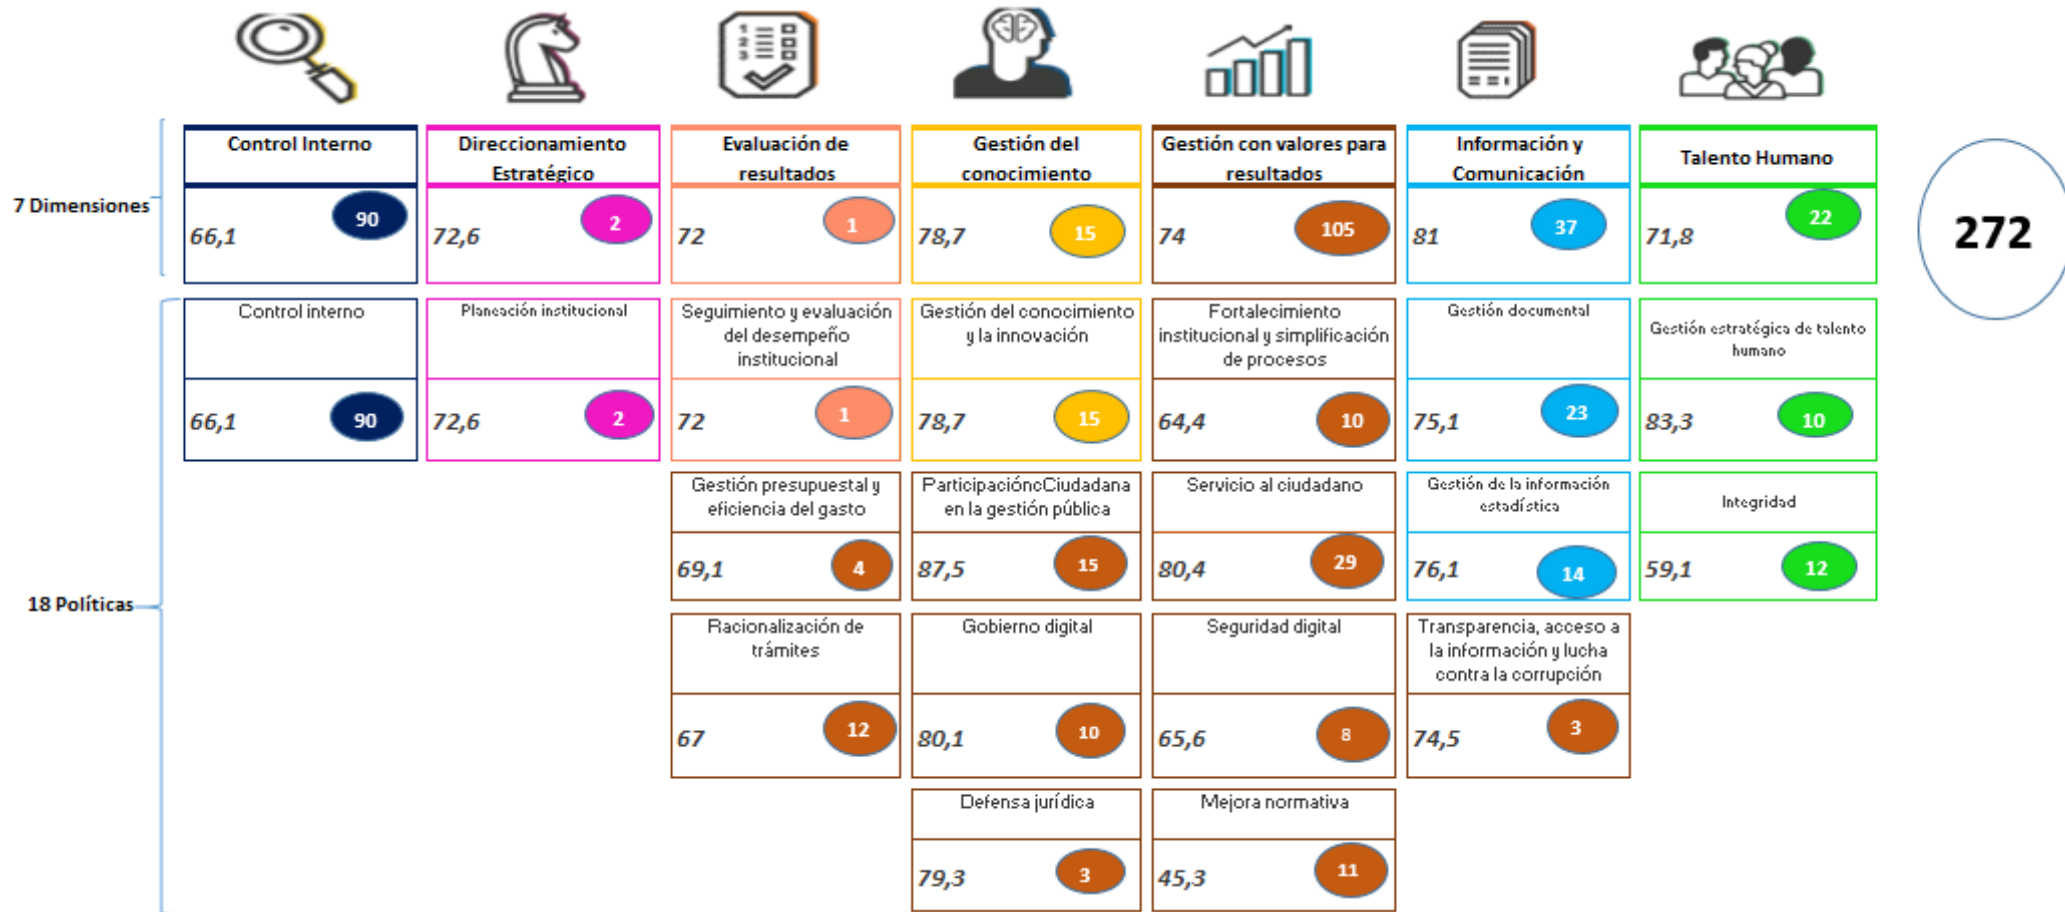 1
2
3
Control Interno
Direccionamiento
Estratégico
Evaluación de
resultados
Gestión del
conocimiento
Gestión con valores para
resultados
Información y
Comunicación
Talento Humano
7 Dimensiones
66,1
90
72,6
2
72
1
78,7
15
74
105
81
37
71,8
22
272
18 Políticas
Control interno
66,1
90
Planeación institucional
72,6
2
Seguimiento y evaluación
del desempeño
institucional
72
1
Gestión del conocimiento
y la innovación
78,7
15
Fortalecimiento
institucional y simplificación
de procesos
64,4
10
Gestión documental
75,1
23
Gestión estratégica de talento
humano
83,3
10
Gestión presupuestal y
eficiencia del gasto
69,1
4
ParticipacióncCiudadana
en la gestión pública
87,5
15
Servicio al ciudadano
80,4
29
Gestión de la información
estadística
76,1
14
Integridad
59,1
12
Racionalización de
trámites
67
12
Gobierno digital
80,1
10
Seguridad digital
65,6
8
Transparencia, acceso a
la información y lucha
contra la corrupción
74,5
3
Defensa jurídica
79,3
3
Mejora normativa
45,3
11